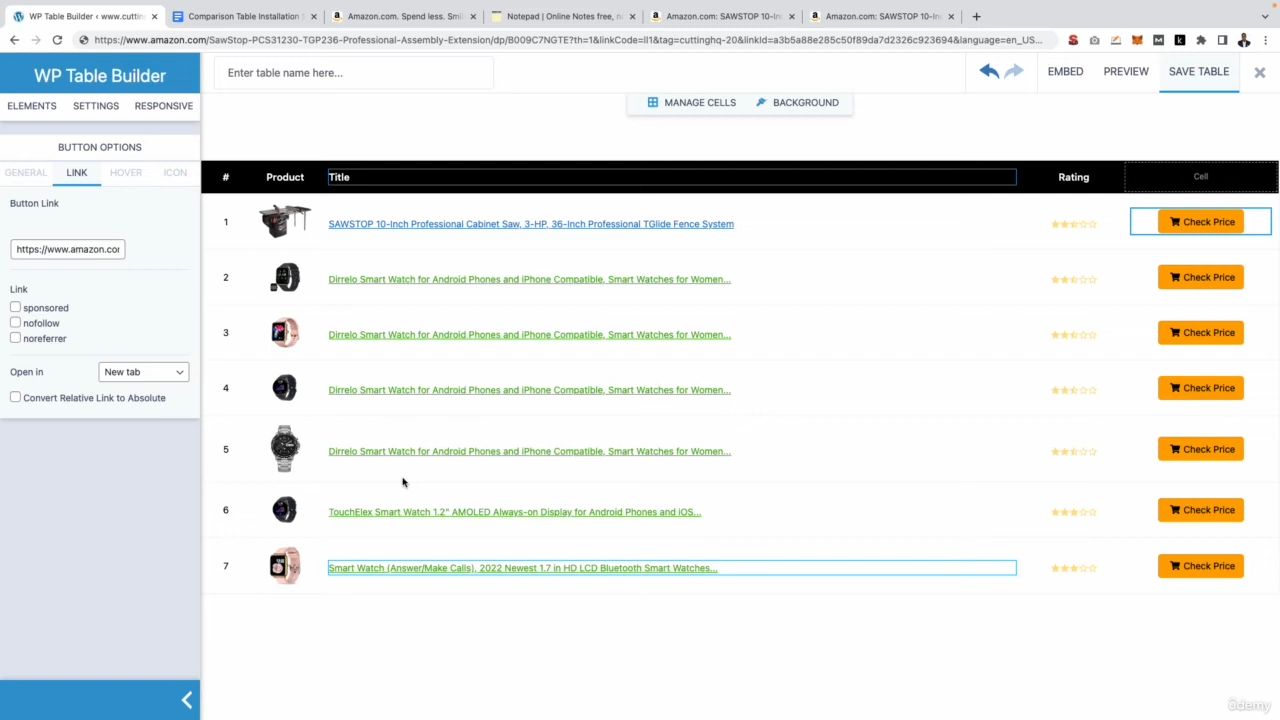 WP Table Builder ‹ www.cuttin
Comparison Table Installation
Amazon.com. Spend less. Smi
Notepad | Online Notes free, n
Amazon.com: SAWSTOP 10-In
Amazon.com: SAWSTOP 10-In
https://www.amazon.com/SawStop-PCS31230-TGP236-Professional-Assembly-Extension/dp/B009C7NGTE?th=1&linkCode=ll1&tag=cuttinghq-20&linkId=a3b5a88e285c50f89da7d2326c923694&language=en_US...
WP Table Builder
Enter table name here...
EMBED
PREVIEW
SAVE TABLE
ELEMENTS
SETTINGS
RESPONSIVE
MANAGE CELLS
BACKGROUND
BUTTON OPTIONS
GENERAL
LINK
HOVER
ICON
Button Link
https://www.amazon.com
Link
sponsored
nofollow
noreferrer
Open in
New tab
Convert Relative Link to Absolute
# Product Title Rating Cell
1 SAWSTOP 10-Inch Professional Cabinet Saw, 3-HP, 36-Inch Professional TGlide Fence System Check Price
2 Dirrelo Smart Watch for Android Phones and iPhone Compatible, Smart Watches for Women... Check Price
3 Dirrelo Smart Watch for Android Phones and iPhone Compatible, Smart Watches for Women... Check Price
4 Dirrelo Smart Watch for Android Phones and iPhone Compatible, Smart Watches for Women... Check Price
5 Dirrelo Smart Watch for Android Phones and iPhone Compatible, Smart Watches for Women... Check Price
6 TouchElex Smart Watch 1.2" AMOLED Always-on Display for Android Phones and iOS... Check Price
7 Smart Watch (Answer/Make Calls), 2022 Newest 1.7 in HD LCD Bluetooth Smart Watches... Check Price
ûdemy